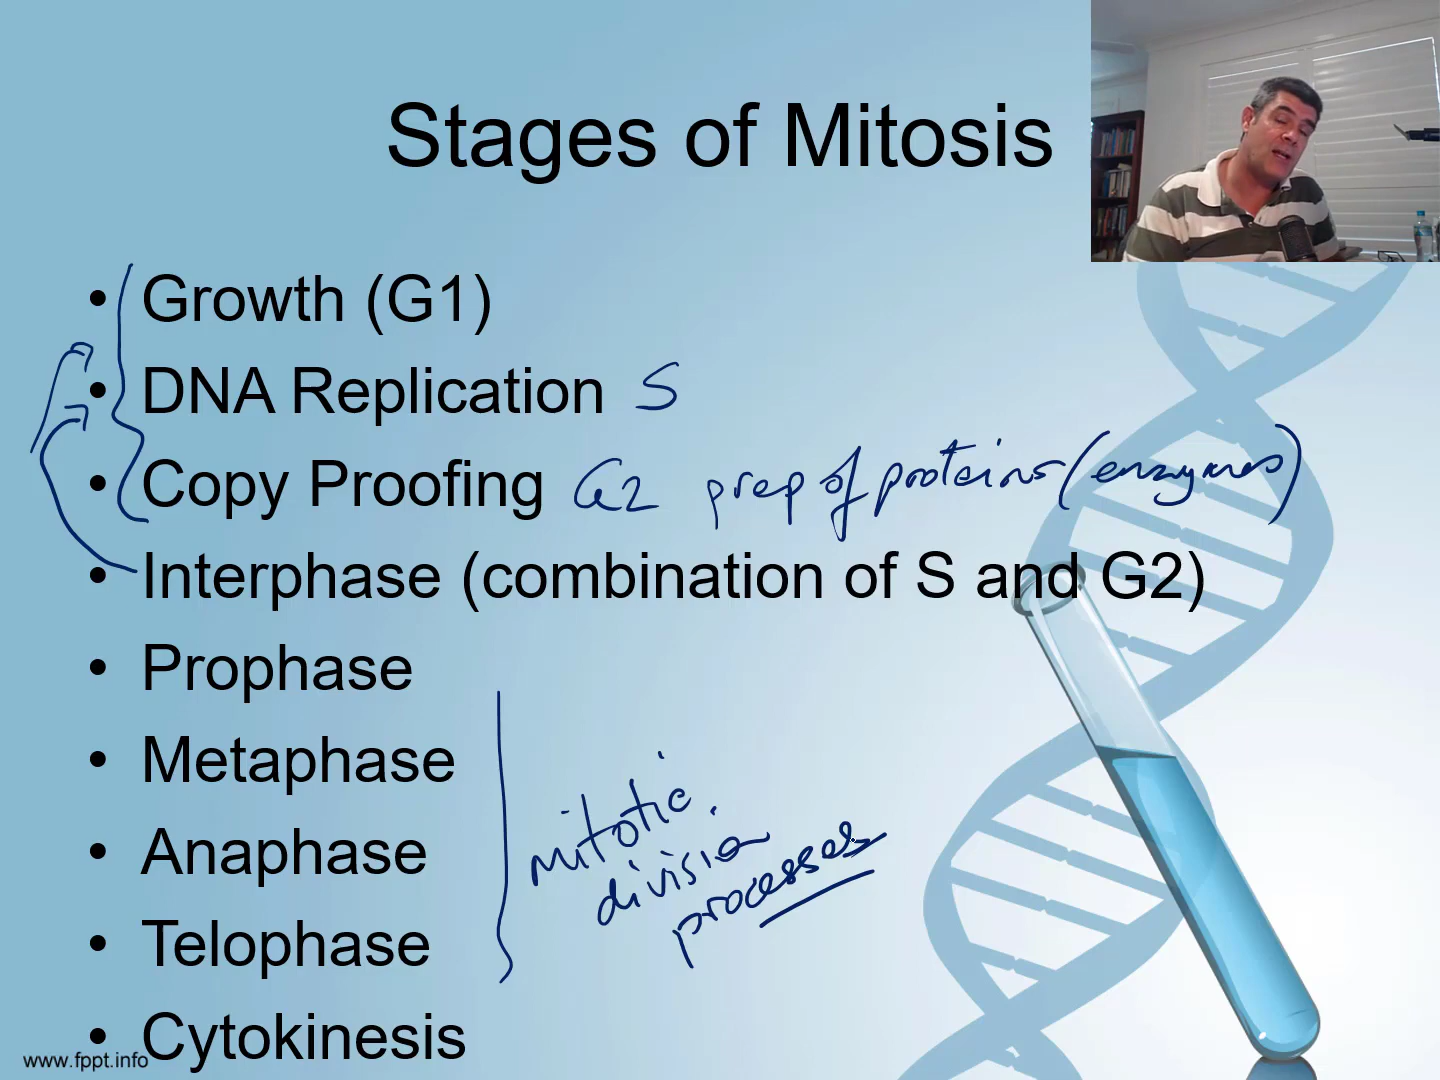 Stages of Mitosis
• Growth (G1)
• DNA Replication S
• Copy Proofing G2 prep of proteins (enzymes)
• Interphase (combination of S and G2)
• Prophase
• Metaphase
• Anaphase
mitotic
division
processes
• Telophase
• Cytokinesis
www.fppt.info